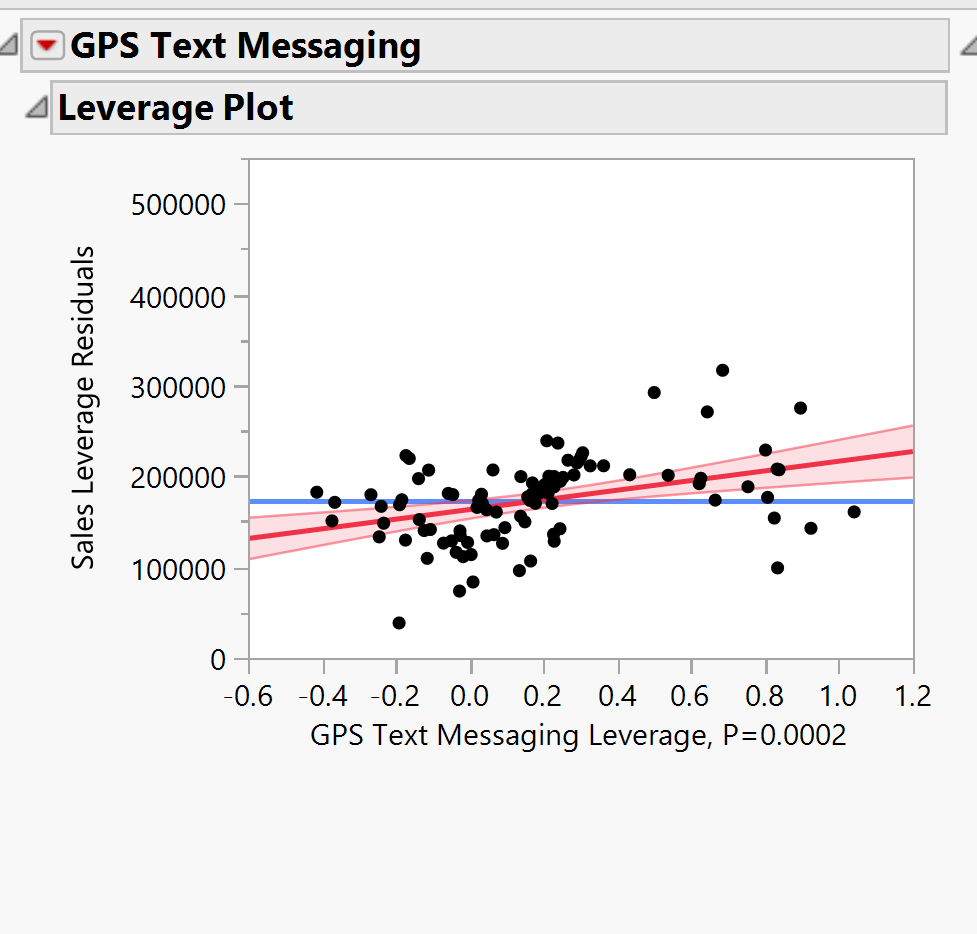 GPS Text Messaging
Leverage Plot
Sales Leverage Residuals
500000
400000
300000
200000
100000
0
-0.6 -0.4 -0.2 0.0 0.2 0.4 0.6 0.8 1.0 1.2
GPS Text Messaging Leverage, P=0.0002